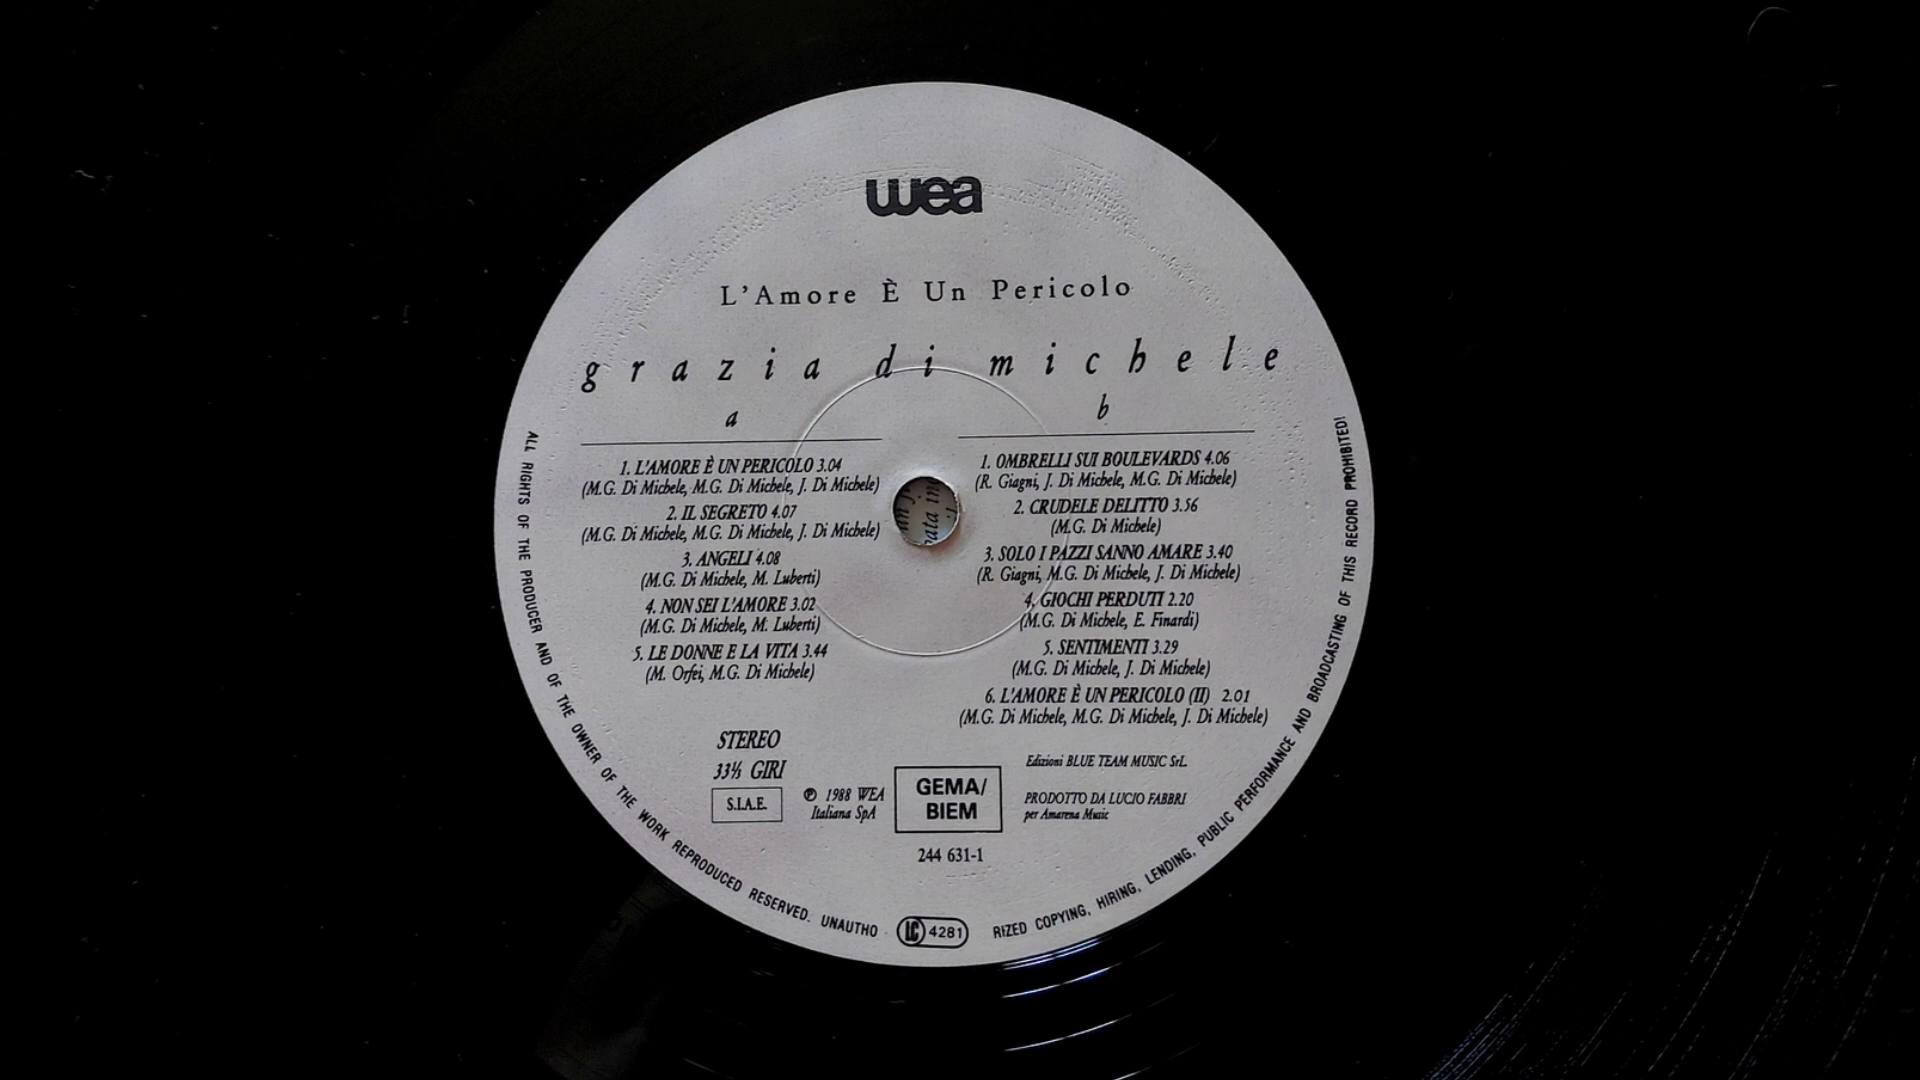 wea
L'Amore È Un Pericolo
grazia di michele
a
1. L'AMORE È UN PERICOLO 3.04
(M.G. Di Michele, M.G. Di Michele, J. Di Michele)
2. IL SEGRETO 4.07
(M.G. Di Michele, M.G. Di Michele, J. Di Michele)
3. ANGELI 4.08
(M.G. Di Michele, M. Luberti)
4. NON SEI L'AMORE 3.02
(M.G. Di Michele, M. Luberti)
5. LE DONNE E LA VITA 3.44
(M. Orfei, M.G. Di Michele)
b
1. OMBRELLI SUI BOULEVARDS 4.06
(R. Giagni, J. Di Michele, M.G. Di Michele)
2. CRUDELE DELITTO 3.56
(M.G. Di Michele)
3. SOLO I PAZZI SANNO AMARE 3.40
(R. Giagni, M.G. Di Michele, J. Di Michele)
4. GIOCHI PERDUTI 2.20
(M.G. Di Michele, E. Finardi)
5. SENTIMENTI 3.29
(M.G. Di Michele, J. Di Michele)
6. L'AMORE È UN PERICOLO (II) 2.01
(M.G. Di Michele, M.G. Di Michele, J. Di Michele)
STEREO
33⅓ GIRI
S.I.A.E.
℗ 1988 WEA
Italiana SpA
GEMA/
BIEM
244 631-1
Edizioni BLUE TEAM MUSIC SrL.
PRODOTTO DA LUCIO FABBRI
per Amarena Music
ALL RIGHTS OF THE PRODUCER AND OF THE OWNER OF THE WORK REPRODUCED RESERVED. UNAUTHO
LC 4281
RIZED COPYING, HIRING, LENDING, PUBLIC PERFORMANCE AND BROADCASTING OF THIS RECORD PROHIBITED!